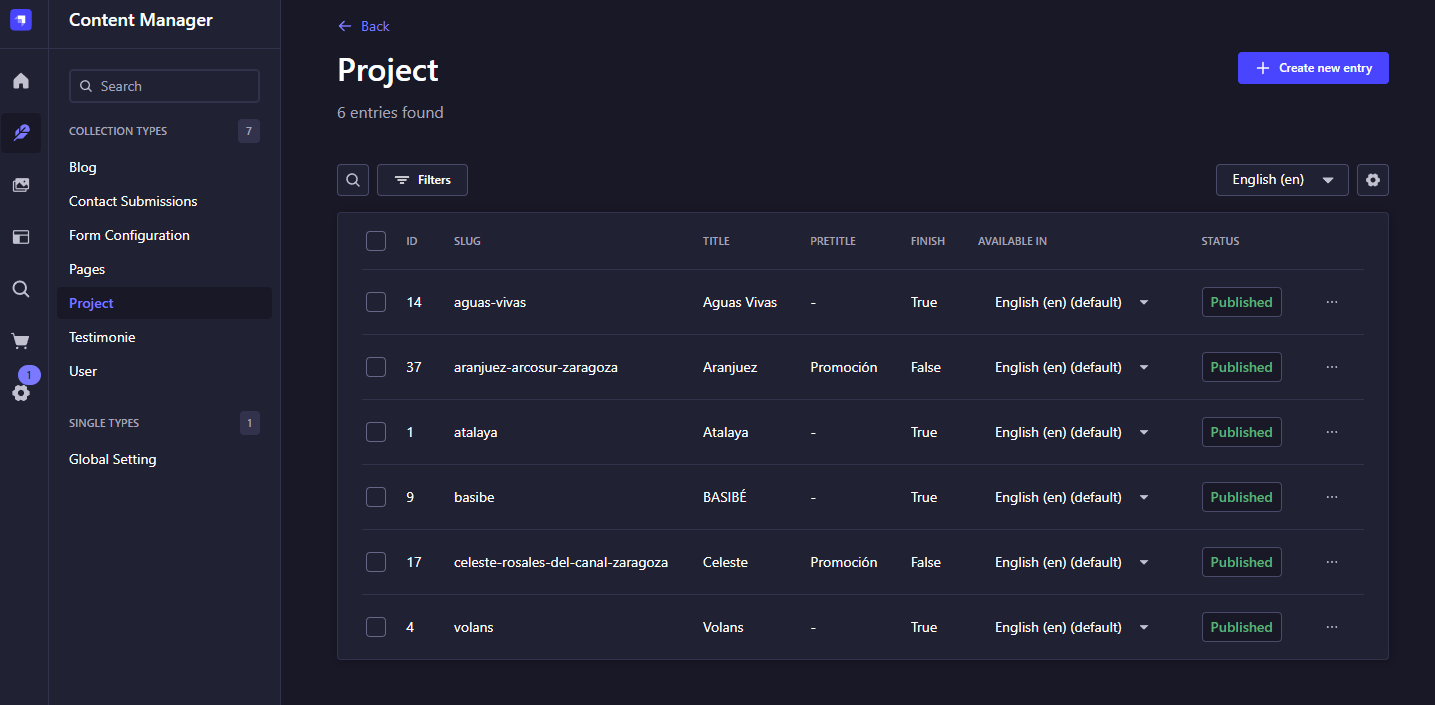 Content Manager
Search
COLLECTION TYPES 7
Blog
Contact Submissions
Form Configuration
Pages
Project
Testimonie
User
1
SINGLE TYPES 1
Global Setting
Back
Project
Create new entry
6 entries found
Filters
English (en)
ID SLUG TITLE PRETITLE FINISH AVAILABLE IN STATUS
14 aguas-vivas Aguas Vivas - True English (en) (default) Published
37 aranjuez-arcosur-zaragoza Aranjuez Promoción False English (en) (default) Published
1 atalaya Atalaya - True English (en) (default) Published
9 basibe BASIBÉ - True English (en) (default) Published
17 celeste-rosales-del-canal-zaragoza Celeste Promoción False English (en) (default) Published
4 volans Volans - True English (en) (default) Published